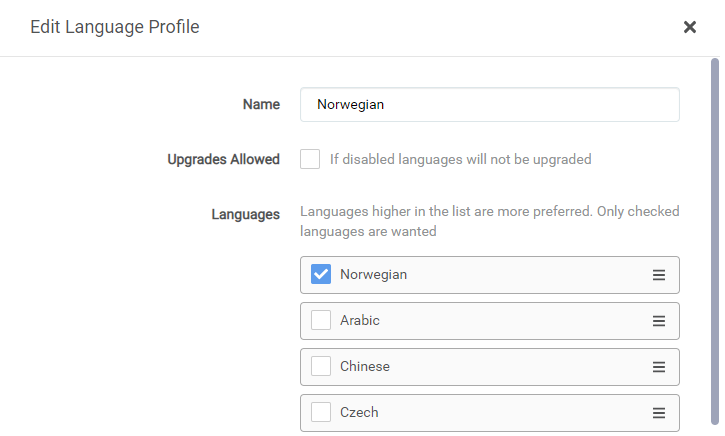 Edit Language Profile
Name
Norwegian
Upgrades Allowed
If disabled languages will not be upgraded
Languages
Languages higher in the list are more preferred. Only checked
languages are wanted
Norwegian
Arabic
Chinese
Czech